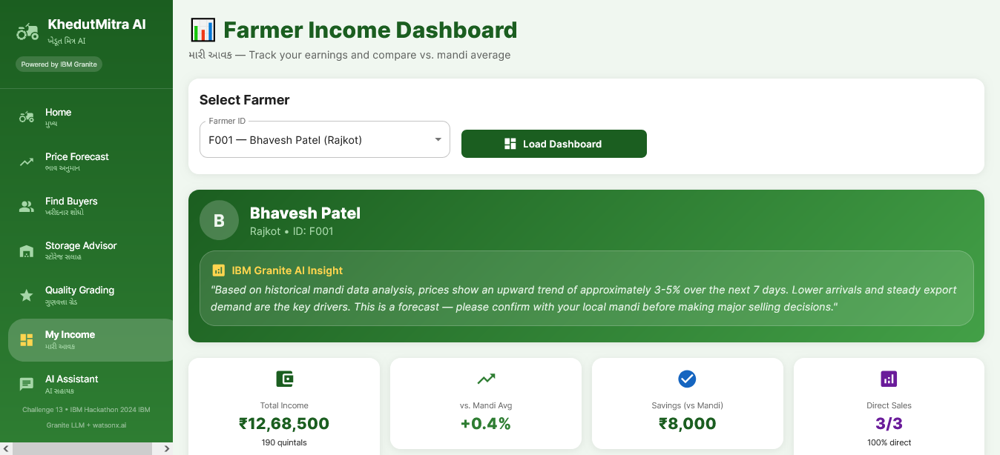 KhedutMitra AI
ખેડૂત મિત્ર AI
Powered by IBM Granite
Home
મુખ્ય
Price Forecast
ભાવ અનુમાન
Find Buyers
ખરીદનાર શોધો
Storage Advisor
સ્ટોરેજ સલાહ
Quality Grading
ગુણવત્તા ગ્રેડ
My Income
મારી આવક
AI Assistant
AI સહાયક
Challenge 13 • IBM Hackathon 2024 IBM
Granite LLM + watsonx.ai
Farmer Income Dashboard
મારી આવક — Track your earnings and compare vs. mandi average
Select Farmer
Farmer ID
F001 — Bhavesh Patel (Rajkot)
Load Dashboard
B
Bhavesh Patel
Rajkot • ID: F001
IBM Granite AI Insight
"Based on historical mandi data analysis, prices show an upward trend of approximately 3-5% over the next 7 days. Lower arrivals and steady export
demand are the key drivers. This is a forecast — please confirm with your local mandi before making major selling decisions."
Total Income
₹12,68,500
190 quintals
vs. Mandi Avg
+0.4%
Savings (vs Mandi)
₹8,000
Direct Sales
3/3
100% direct